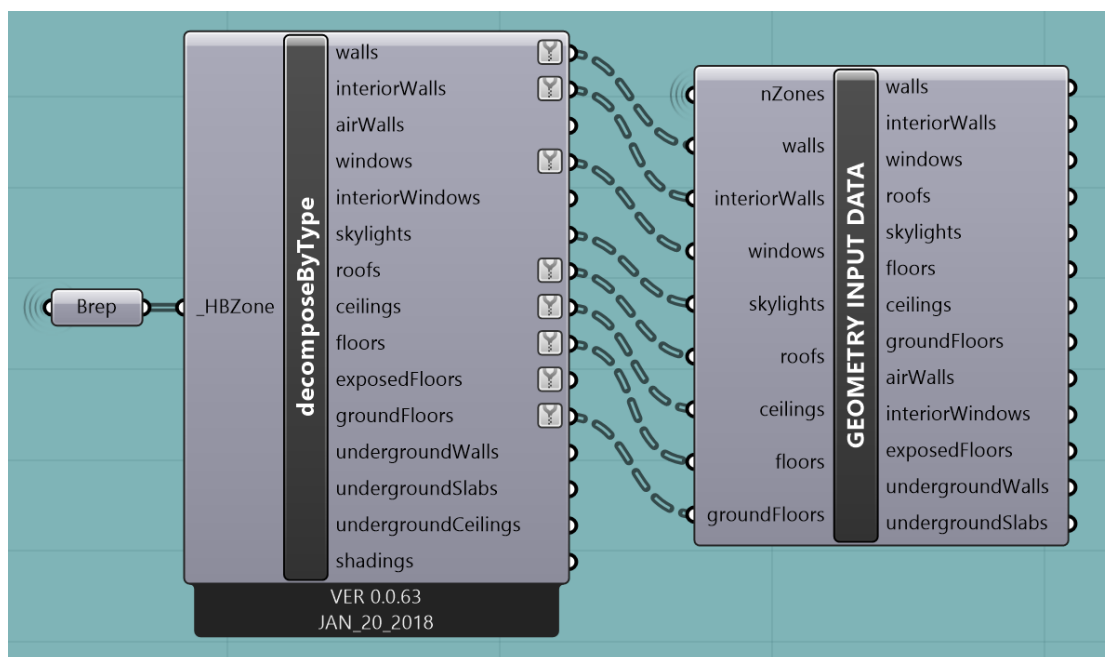 Brep
_HBZone
decomposeByType
walls
interiorWalls
airWalls
windows
interiorWindows
skylights
roofs
ceilings
floors
exposedFloors
groundFloors
undergroundWalls
undergroundSlabs
undergroundCeilings
shadings
VER 0.0.63
JAN_20_2018
nZones
walls
interiorWalls
windows
skylights
roofs
ceilings
floors
groundFloors
GEOMETRY INPUT DATA
walls
interiorWalls
windows
roofs
skylights
floors
ceilings
groundFloors
airWalls
interiorWindows
exposedFloors
undergroundWalls
undergroundSlabs